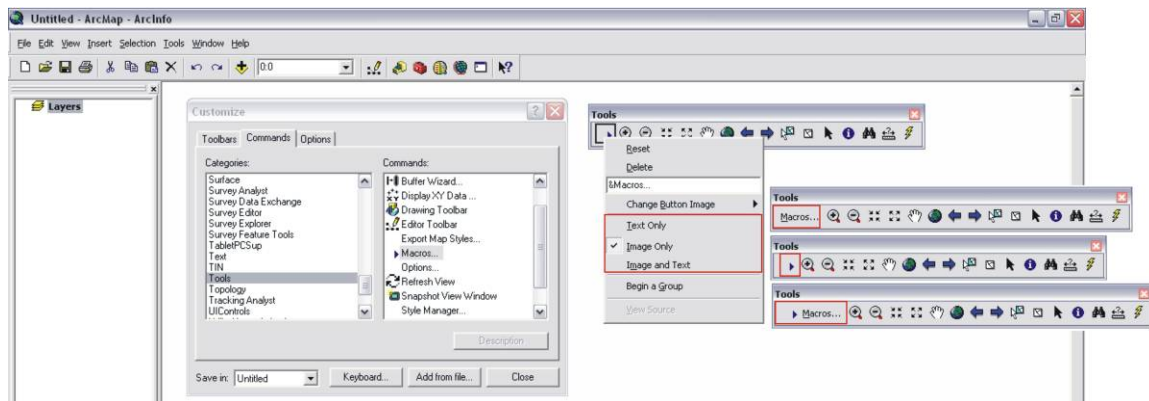 Untitled - ArcMap - ArcInfo
File Edit View Insert Selection Tools Window Help
0:0
Layers
Customize
Toolbars Commands Options
Categories:
Surface
Survey Analyst
Survey Data Exchange
Survey Editor
Survey Explorer
Survey Feature Tools
TabletPCSup
Text
TIN
Tools
Topology
Tracking Analyst
UIControls
Commands:
Buffer Wizard...
Display XY Data ...
Drawing Toolbar
Editor Toolbar
Export Map Styles...
Macros...
Options...
Refresh View
Snapshot View Window
Style Manager...
Description
Save in: Untitled Keyboard... Add from file... Close
Tools
Reset
Delete
&Macros...
Change Button Image
Text Only
Image Only
Image and Text
Begin a Group
View Source
Tools
Macros...
Tools
Tools
Macros...